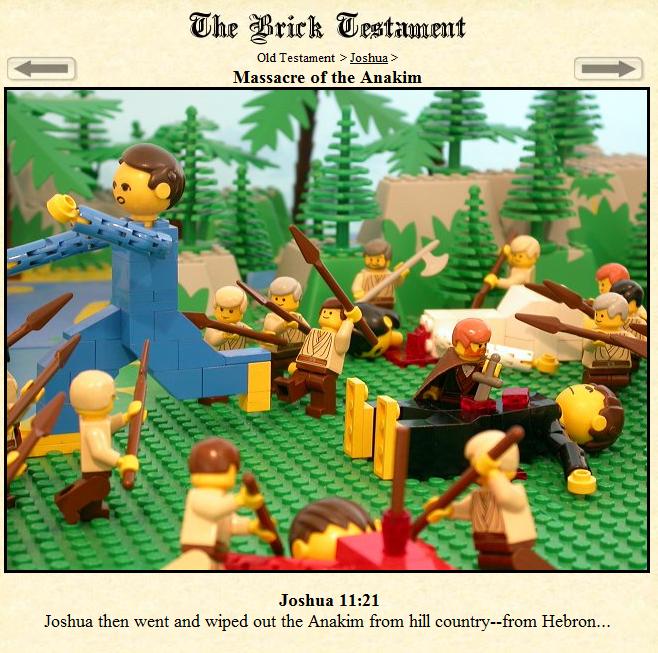 The Brick Testament
Old Testament > Joshua >
Massacre of the Anakim
Joshua 11:21
Joshua then went and wiped out the Anakim from hill country--from Hebron...